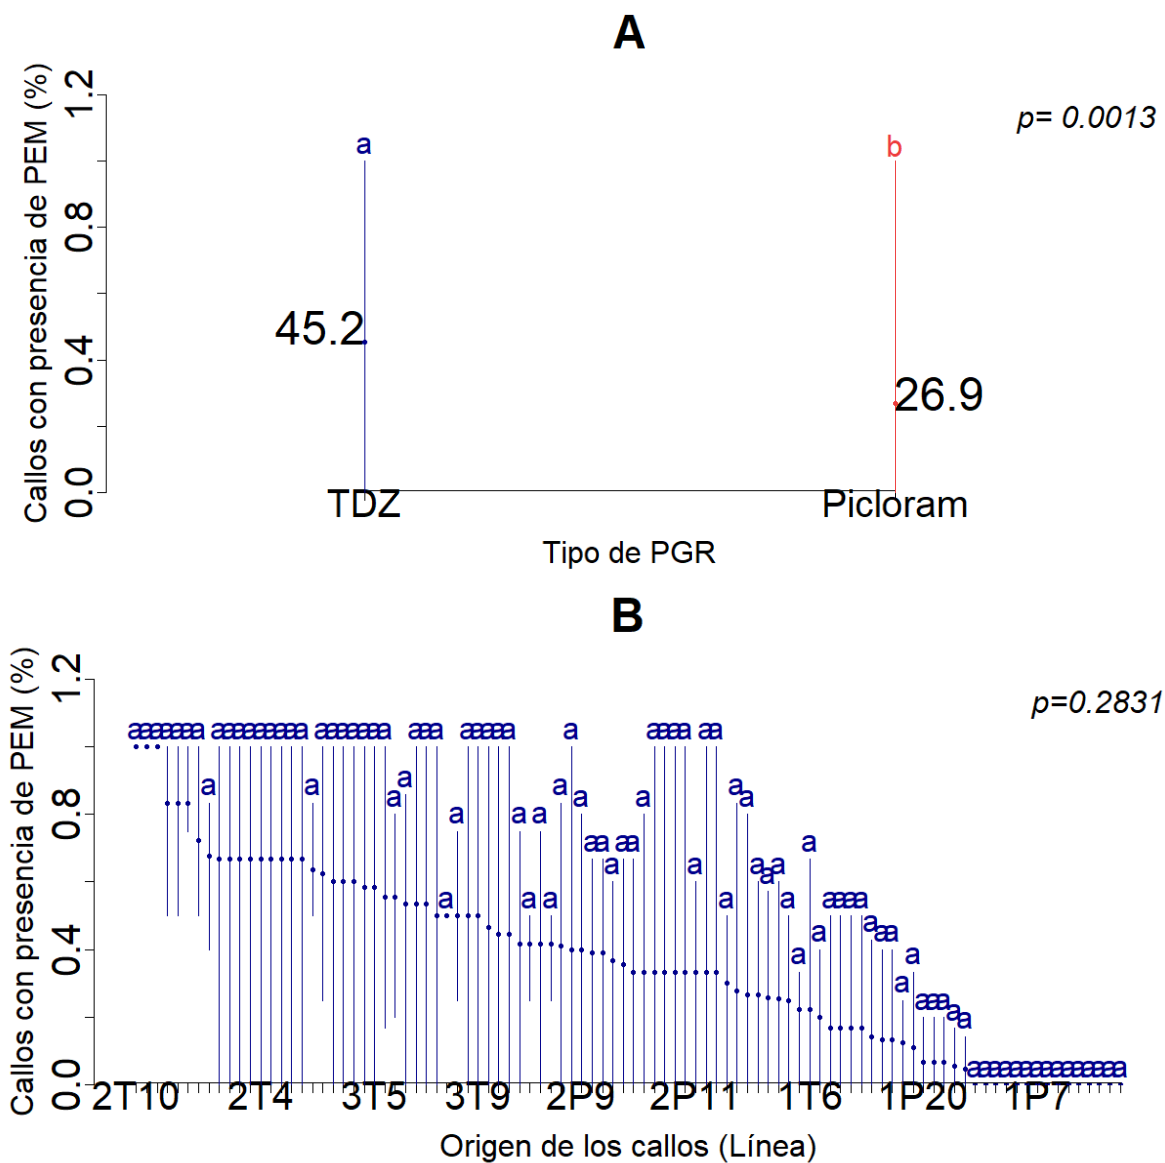 A
Callos con presencia de PEM (%)
1.2
0.8
0.4
0.0
p= 0.0013
a
b
45.2
26.9
TDZ
Picloram
Tipo de PGR
B
Callos con presencia de PEM (%)
1.2
0.8
0.4
0.0
p=0.2831
2T10 2T4 3T5 3T9 2P9 2P11 1T6 1P20 1P7
Origen de los callos (Línea)